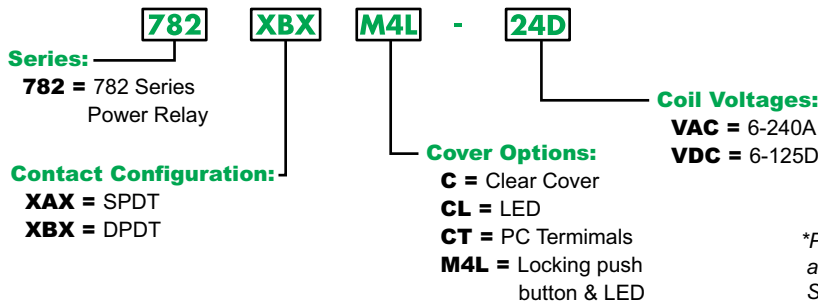 782 XBX M4L - 24D
Series:
782 = 782 Series
Power Relay
Contact Configuration:
XAX = SPDT
XBX = DPDT
Cover Options:
C = Clear Cover
CL = LED
CT = PC Termimals
M4L = Locking push
button & LED
Coil Voltages:
VAC = 6-240A
VDC = 6-125D